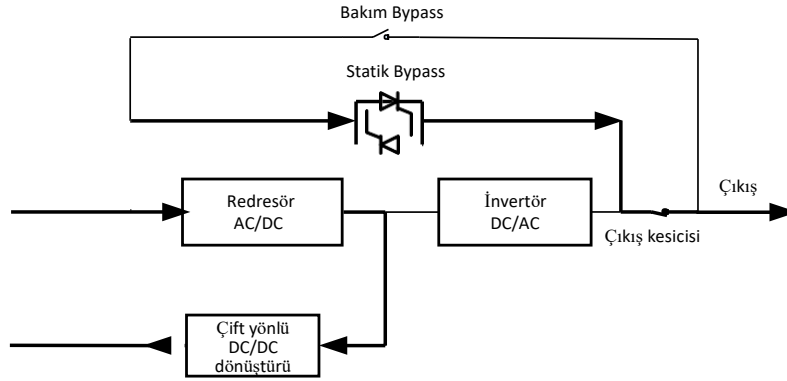 Bakım Bypass
Statik Bypass
Redresör
AC/DC
İnvertör
DC/AC
Çıkış
Çıkış kesicisi
Çift yönlü
DC/DC
dönüştürü